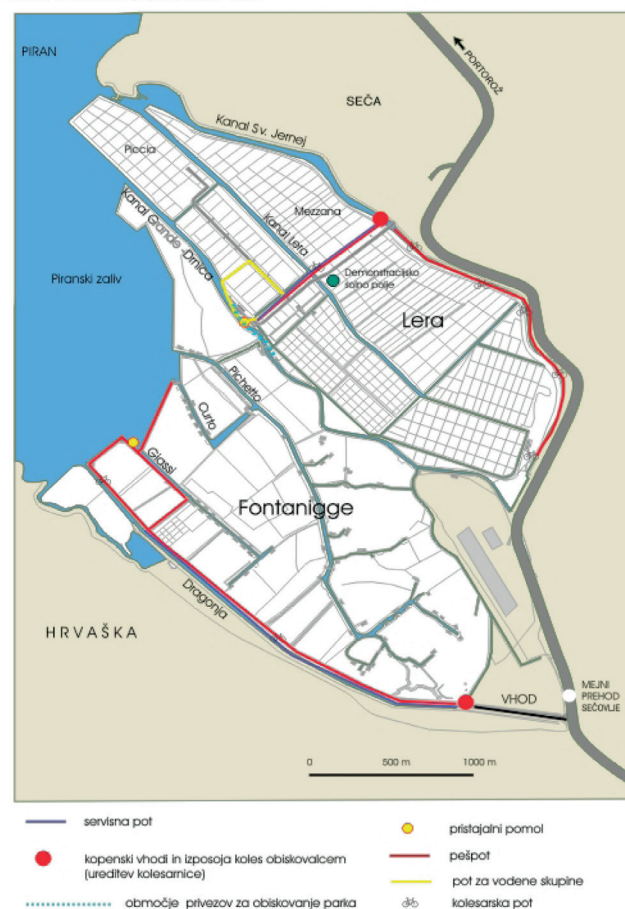 PIRAN
PORTOROŽ
SEČA
Kanal Sv. Jernej
Piccia
Mezzana
Kanal Grande -Drnica
Kanal Lera
Piranski zaliv
Demonstracijsko
solno polje
Lera
Pichetto
Curto
Giassi
Fontanigge
Dragonja
HRVAŠKA
VHOD
MEJNI
PREHOD
SEČOVLJE
0 500 m 1000 m
servisna pot
pristajalni pomol
kopenski vhodi in izposoja koles obiskovalcem
(ureditev kolesarnice)
pešpot
pot za vodene skupine
območje privezov za obiskovanje parka
kolesarska pot